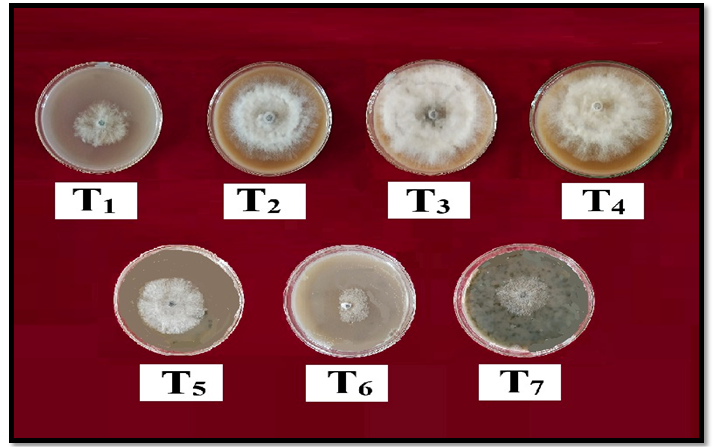 T₁ T₂ T₃ T₄
T₅ T₆ T₇